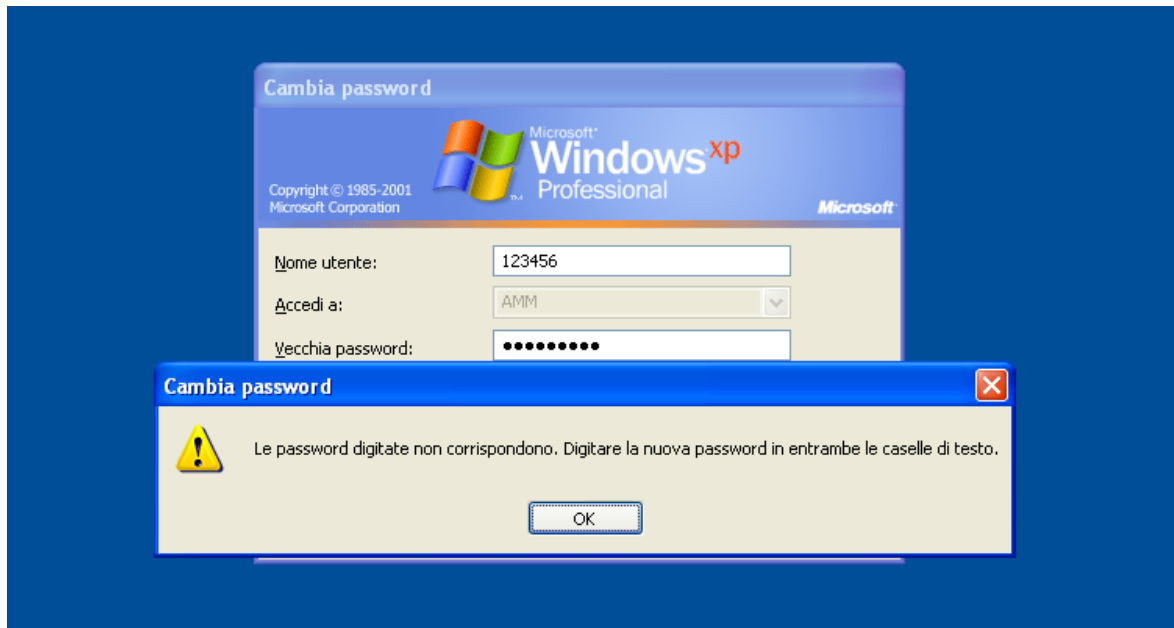 Cambia password
Microsoft
Windows xp
Professional
TM
Copyright © 1985-2001
Microsoft Corporation
Microsoft
Nome utente: 123456
Accedi a: AMM
Vecchia password: •••••••••
Cambia password
Le password digitate non corrispondono. Digitare la nuova password in entrambe le caselle di testo.
OK